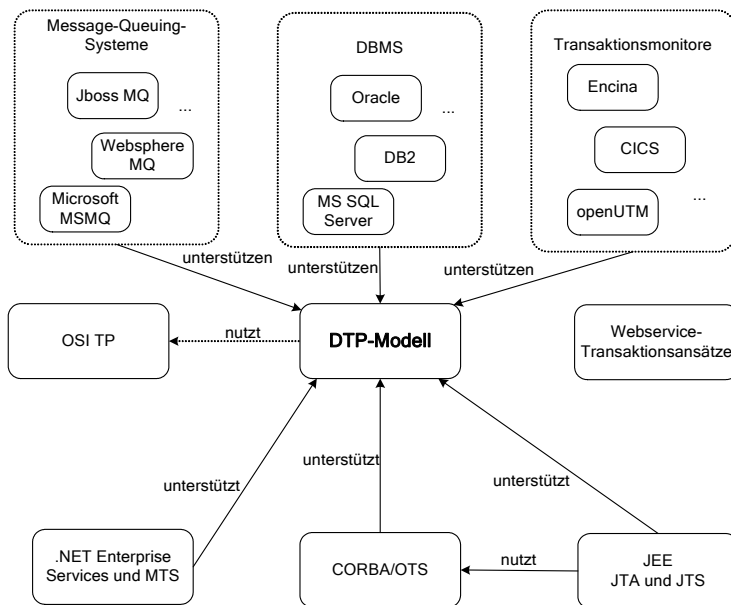 Message-Queuing-
Systeme
Jboss MQ
...
Websphere
MQ
Microsoft
MSMQ
DBMS
Oracle
...
DB2
MS SQL
Server
Transaktionsmonitore
Encina
CICS
...
openUTM
unterstützen
unterstützen
unterstützen
OSI TP
nutzt
DTP-Modell
Webservice-
Transaktionsansätze
unterstützt
unterstützt
unterstützt
.NET Enterprise
Services und MTS
CORBA/OTS
nutzt
JEE
JTA und JTS